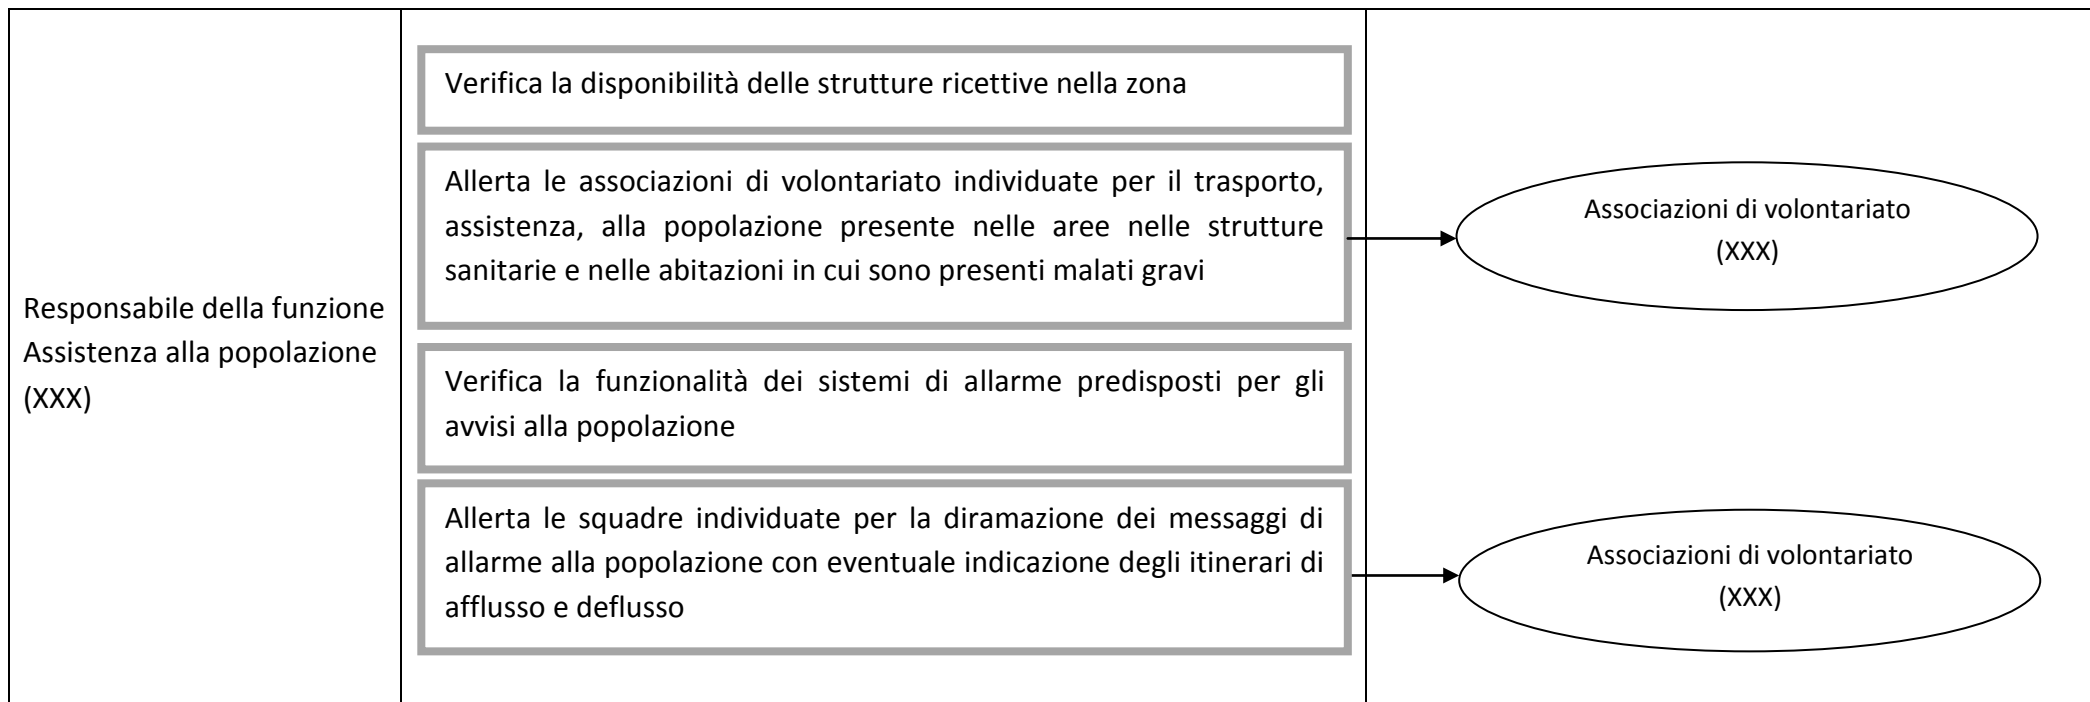 Responsabile della funzione
Assistenza alla popolazione
(XXX)
Verifica la disponibilità delle strutture ricettive nella zona
Allerta le associazioni di volontariato individuate per il trasporto,
assistenza, alla popolazione presente nelle aree nelle strutture
sanitarie e nelle abitazioni in cui sono presenti malati gravi
Verifica la funzionalità dei sistemi di allarme predisposti per gli
avvisi alla popolazione
Allerta le squadre individuate per la diramazione dei messaggi di
allarme alla popolazione con eventuale indicazione degli itinerari di
afflusso e deflusso
Associazioni di volontariato
(XXX)
Associazioni di volontariato
(XXX)